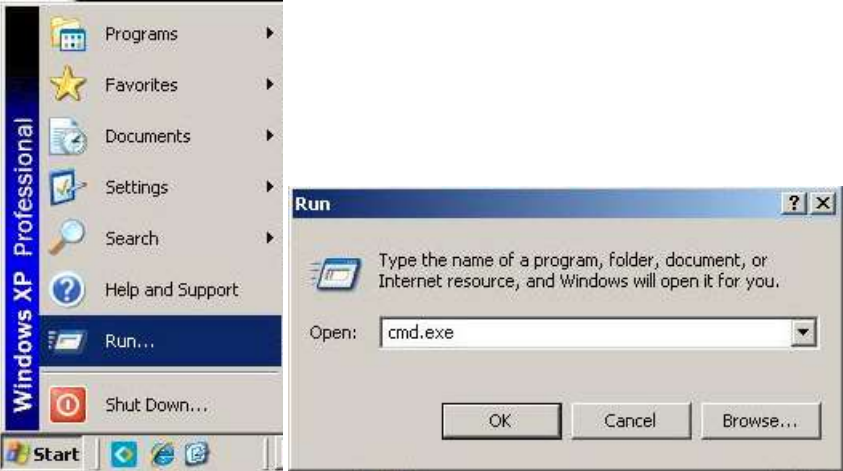 Programs
Favorites
Documents
Settings
Search
Help and Support
Run...
Shut Down...
Windows XP Professional
Start
Run
Type the name of a program, folder, document, or
Internet resource, and Windows will open it for you.
Open:
cmd.exe
OK
Cancel
Browse...